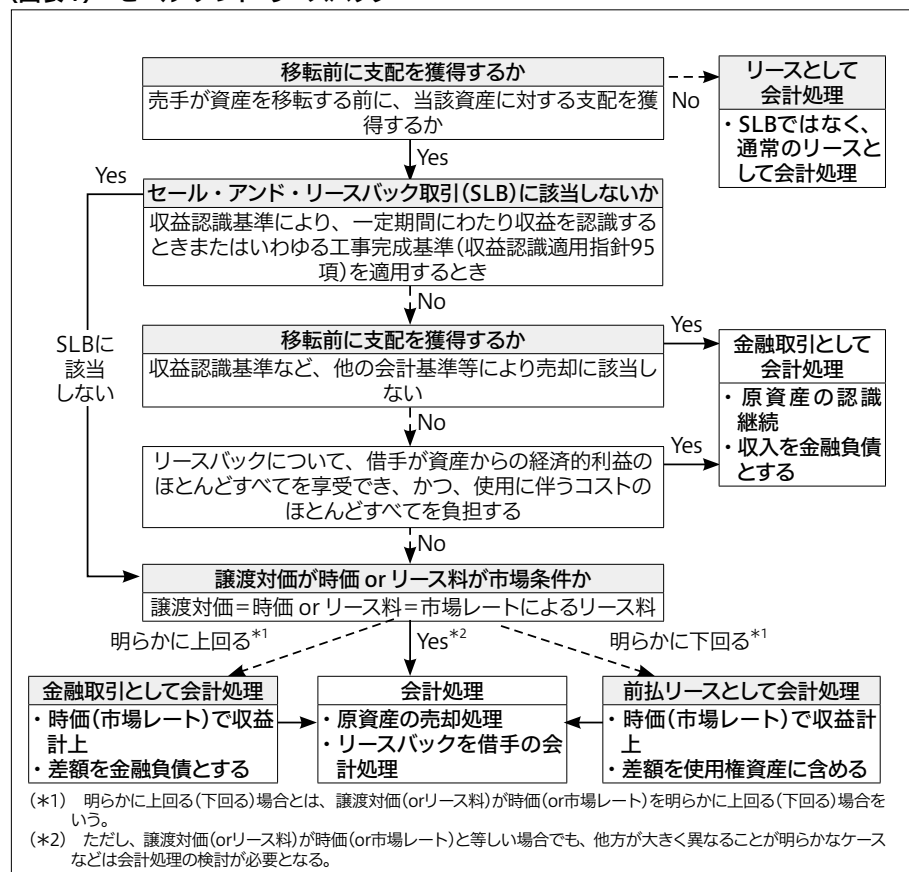 移転前に支配を獲得するか
売手が資産を移転する前に、当該資産に対する支配を獲
得するか
No
リースとして
会計処理
・SLBではなく、
通常のリースと
して会計処理
Yes
Yes
セール・アンド・リースバック取引(SLB)に該当しないか
収益認識基準により、一定期間にわたり収益を認識する
ときまたはいわゆる工事完成基準(収益認識適用指針95
項)を適用するとき
No
SLBに
該当
しない
移転前に支配を獲得するか
収益認識基準など、他の会計基準等により売却に該当し
ない
Yes
金融取引として
会計処理
・原資産の認識
継続
・収入を金融負債
とする
No
リースバックについて、借手が資産からの経済的利益の
ほとんどすべてを享受でき、かつ、使用に伴うコストの
ほとんどすべてを負担する
Yes
No
譲渡対価が時価 or リース料が市場条件か
譲渡対価=時価 or リース料=市場レートによるリース料
明らかに上回る*1
Yes*2
明らかに下回る*1
金融取引として会計処理
・時価(市場レート)で収益
計上
・差額を金融負債とする
会計処理
・原資産の売却処理
・リースバックを借手の会
計処理
前払リースとして会計処理
・時価(市場レート)で収益計
上
・差額を使用権資産に含める
(*1) 明らかに上回る(下回る)場合とは、譲渡対価(orリース料)が時価(or市場レート)を明らかに上回る(下回る)場合を
いう。
(*2) ただし、譲渡対価(orリース料)が時価(or市場レート)と等しい場合でも、他方が大きく異なることが明らかなケース
などは会計処理の検討が必要となる。